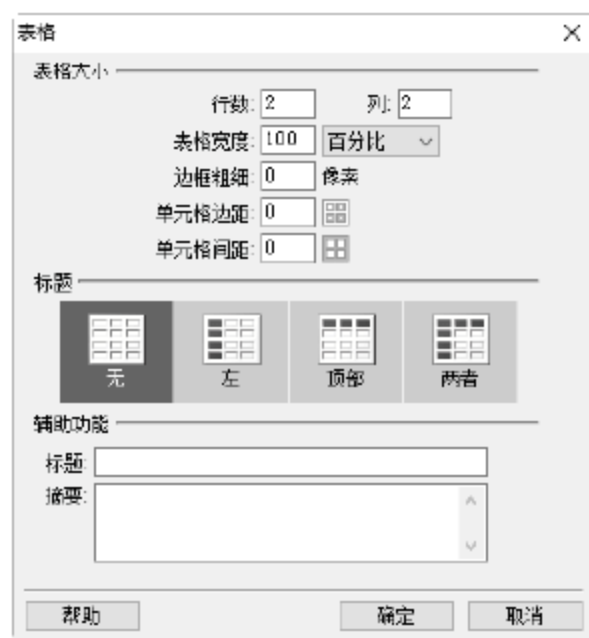 表格
表格大小
行数: 2 列: 2
表格宽度: 100 百分比
边框粗细: 0 像素
单元格边距: 0
单元格间距: 0
标题
无 左 顶部 两者
辅助功能
标题:
摘要:
帮助 确定 取消